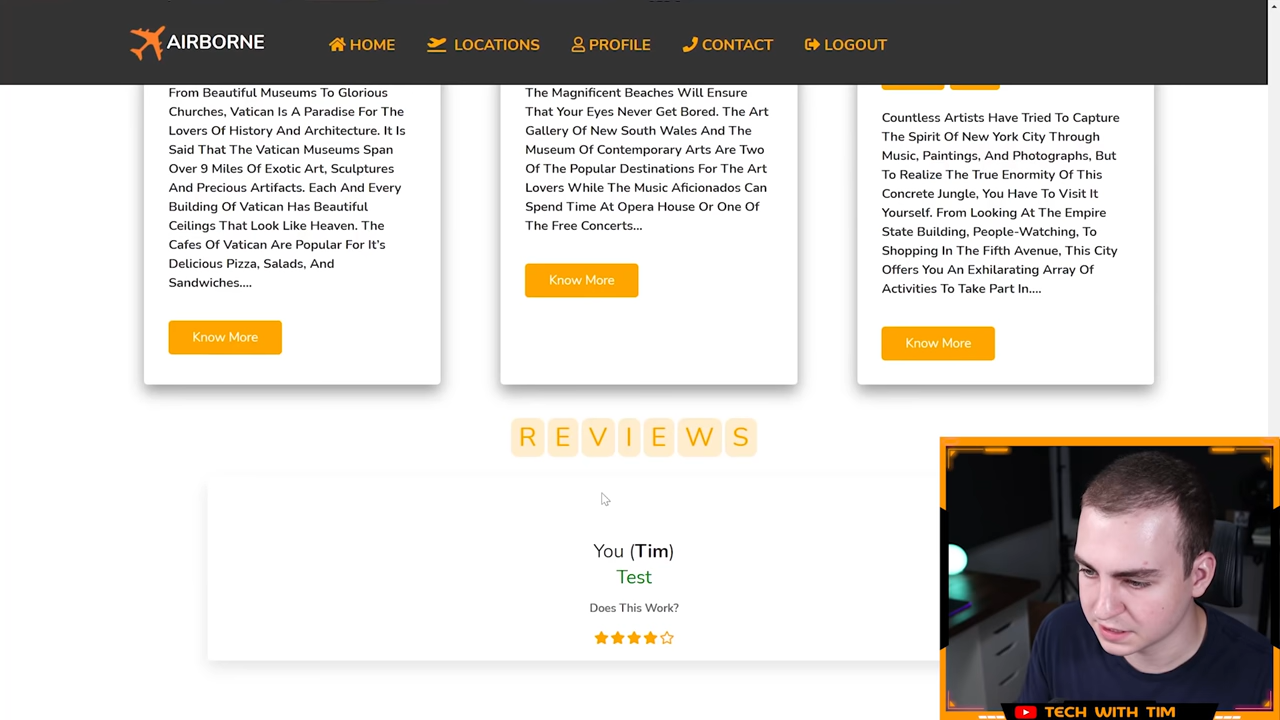 AIRBORNE
HOME
LOCATIONS
PROFILE
CONTACT
LOGOUT
From Beautiful Museums To Glorious
Churches, Vatican Is A Paradise For The
Lovers Of History And Architecture. It Is
Said That The Vatican Museums Span
Over 9 Miles Of Exotic Art, Sculptures
And Precious Artifacts. Each And Every
Building Of Vatican Has Beautiful
Ceilings That Look Like Heaven. The
Cafes Of Vatican Are Popular For It's
Delicious Pizza, Salads, And
Sandwiches....
Know More
The Magnificent Beaches Will Ensure
That Your Eyes Never Get Bored. The Art
Gallery Of New South Wales And The
Museum Of Contemporary Arts Are Two
Of The Popular Destinations For The Art
Lovers While The Music Aficionados Can
Spend Time At Opera House Or One Of
The Free Concerts...
Know More
Countless Artists Have Tried To Capture
The Spirit Of New York City Through
Music, Paintings, And Photographs, But
To Realize The True Enormity Of This
Concrete Jungle, You Have To Visit It
Yourself. From Looking At The Empire
State Building, People-Watching, To
Shopping In The Fifth Avenue, This City
Offers You An Exhilarating Array Of
Activities To Take Part In....
Know More
REVIEWS
You (Tim)
Test
Does This Work?
TECH WITH TIM